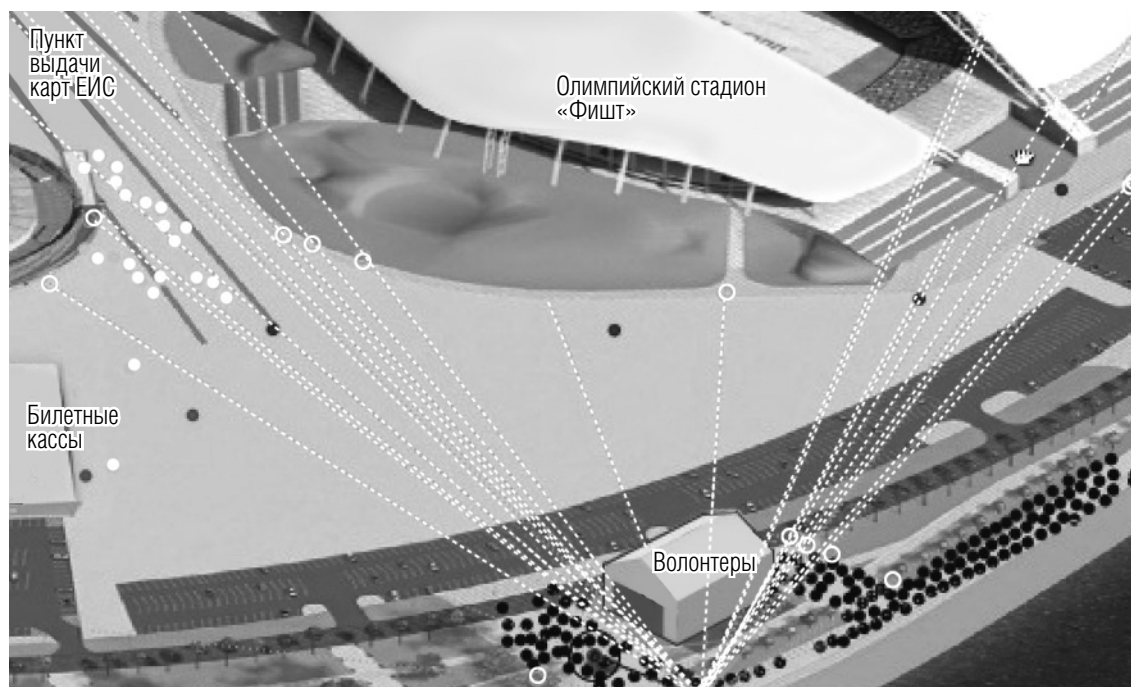 Пункт
выдачи
карт ЕИС
Олимпийский стадион
«Фишт»
Билетные
кассы
Волонтеры